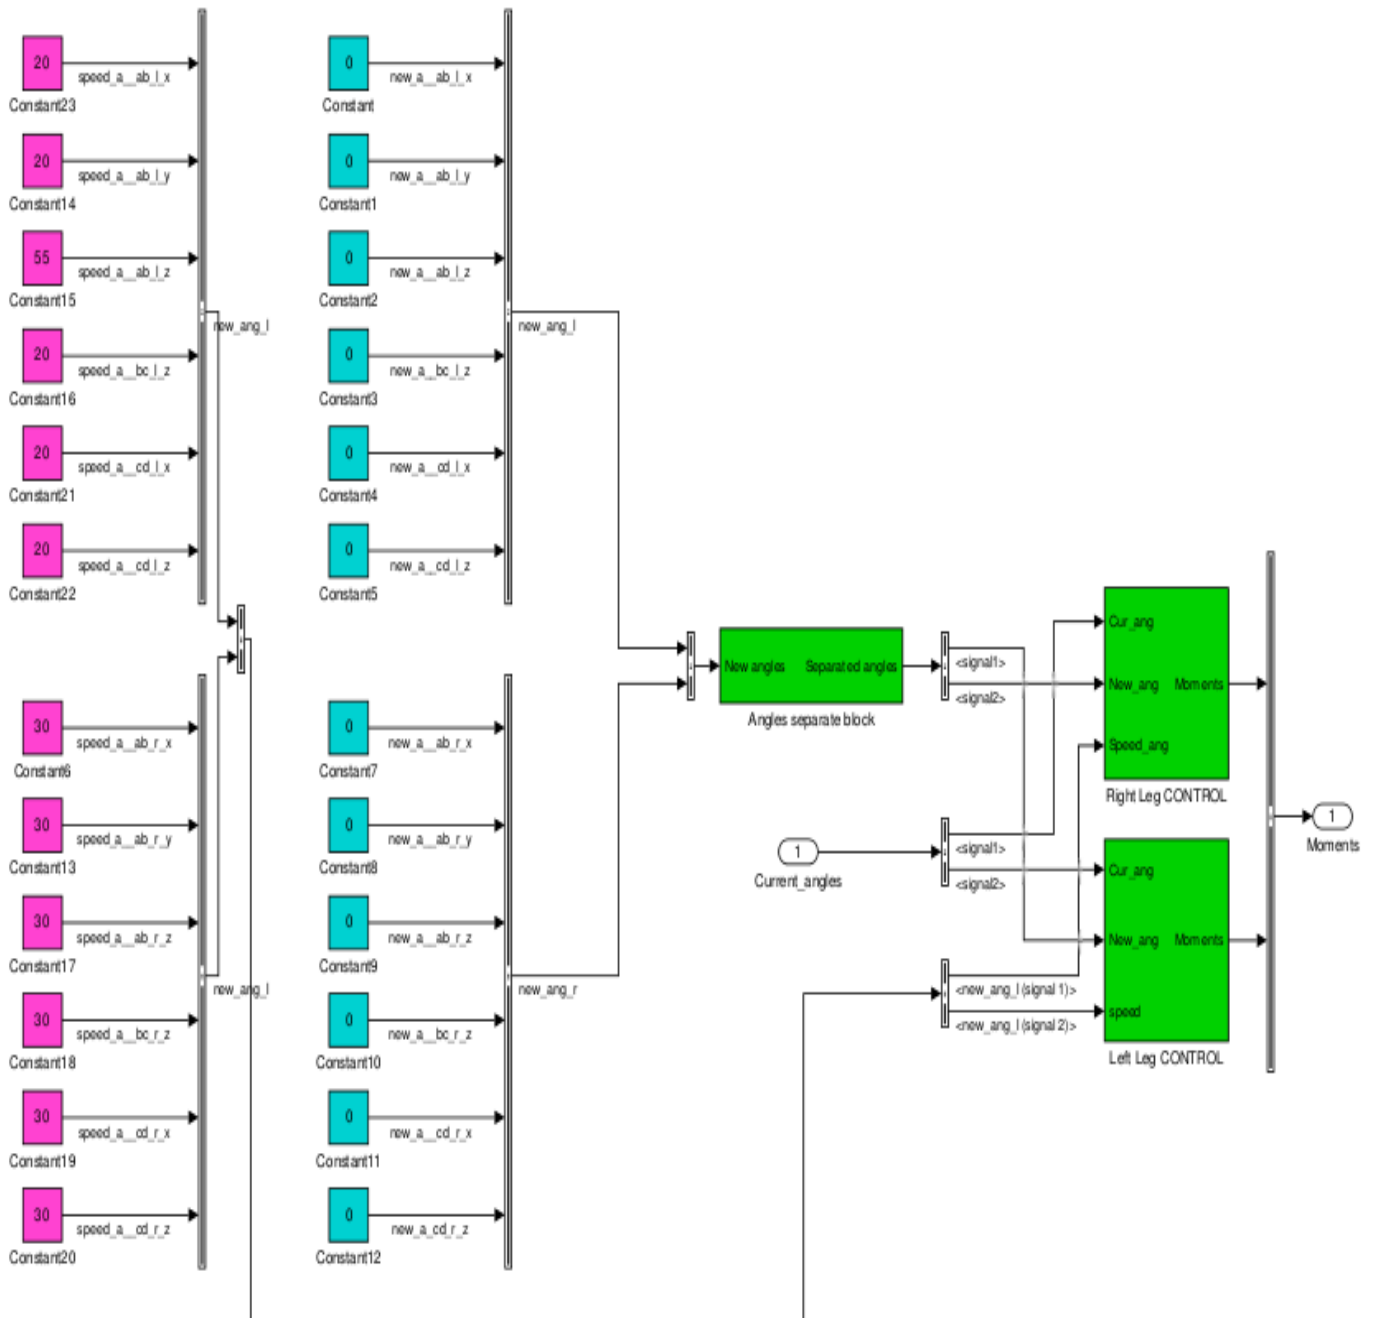 20
speed_a__ab_l_x
Constant23
20
speed_a__ab_l_y
Constant14
55
speed_a__ab_l_z
Constant15
new_ang_l
20
speed_a__bc_l_z
Constant16
20
speed_a__cd_l_x
Constant21
20
speed_a__cd_l_z
Constant22
30
speed_a__ab_r_x
Constant6
30
speed_a__ab_r_y
Constant13
30
speed_a__ab_r_z
Constant17
new_ang_l
30
speed_a__bc_r_z
Constant18
30
speed_a__cd_r_x
Constant19
30
speed_a__cd_r_z
Constant20
0
new_a__ab_l_x
Constant
0
new_a__ab_l_y
Constant1
0
new_a__ab_l_z
Constant2
new_ang_l
0
new_a__bc_l_z
Constant3
0
new_a__cd_l_x
Constant4
0
new_a__cd_l_z
Constant5
0
new_a__ab_r_x
Constant7
0
new_a__ab_r_y
Constant8
0
new_a__ab_r_z
Constant9
new_ang_r
0
new_a__bc_r_z
Constant10
0
new_a__cd_r_x
Constant11
0
new_a_cd_r_z
Constant12
New angles Separated angles
Angles separate block
<signal1>
<signal2>
1
Current_angles
<signal1>
<signal2>
<new_ang_l (signal 1)>
<new_ang_l (signal 2)>
Cur_ang
New_ang Moments
Speed_ang
Right Leg CONTROL
Cur_ang
New_ang Moments
speed
Left Leg CONTROL
1
Moments